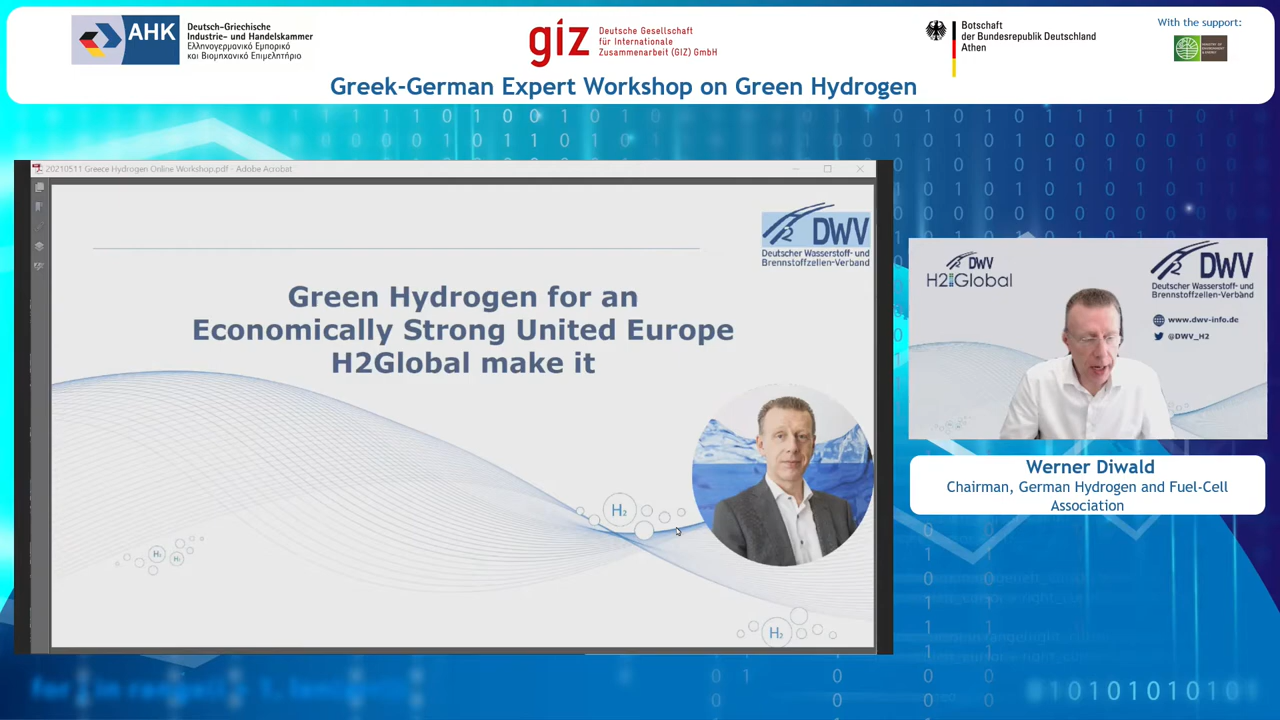 AHK
Deutsch-Griechische
Industrie- und Handelskammer
Ελληνογερμανικό Εμπορικό
και Βιομηχανικό Επιμελητήριο
giz
Deutsche Gesellschaft
für Internationale
Zusammenarbeit (GIZ) GmbH
Botschaft
der Bundesrepublik Deutschland
Athen
With the support:
Greek-German Expert Workshop on Green Hydrogen
20210511 Greece Hydrogen Online Workshop.pdf - Adobe Acrobat
DWV
Deutscher Wasserstoff- und
Brennstoffzellen-Verband
Green Hydrogen for an
Economically Strong United Europe
H2Global make it
H₂
H₂
H₂
H₂
DWV
H2Global
DWV
Deutscher Wasserstoff- und
Brennstoffzellen-Verband
www.dwv-info.de
@DWV_H2
Werner Diwald
Chairman, German Hydrogen and Fuel-Cell
Association
1010101010